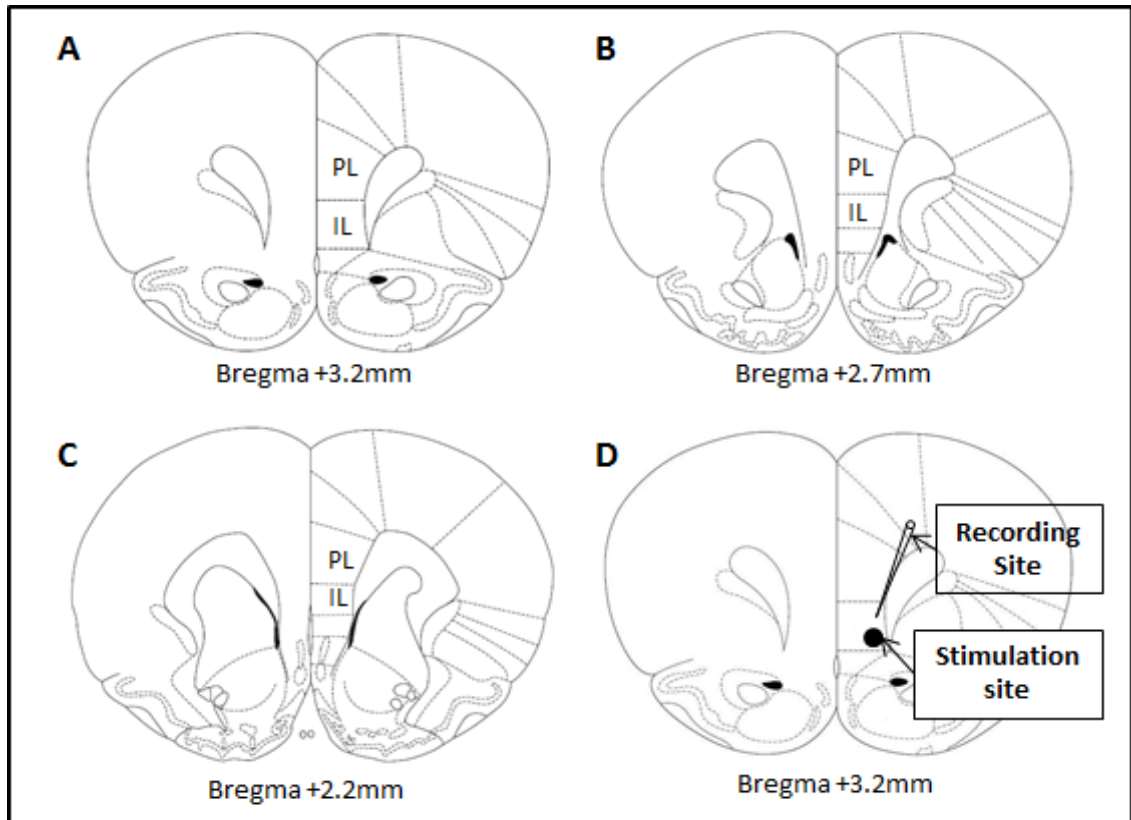 A
PL
IL
Bregma +3.2mm
B
PL
IL
Bregma +2.7mm
C
PL
IL
Bregma +2.2mm
D
Recording
Site
Stimulation
site
Bregma +3.2mm